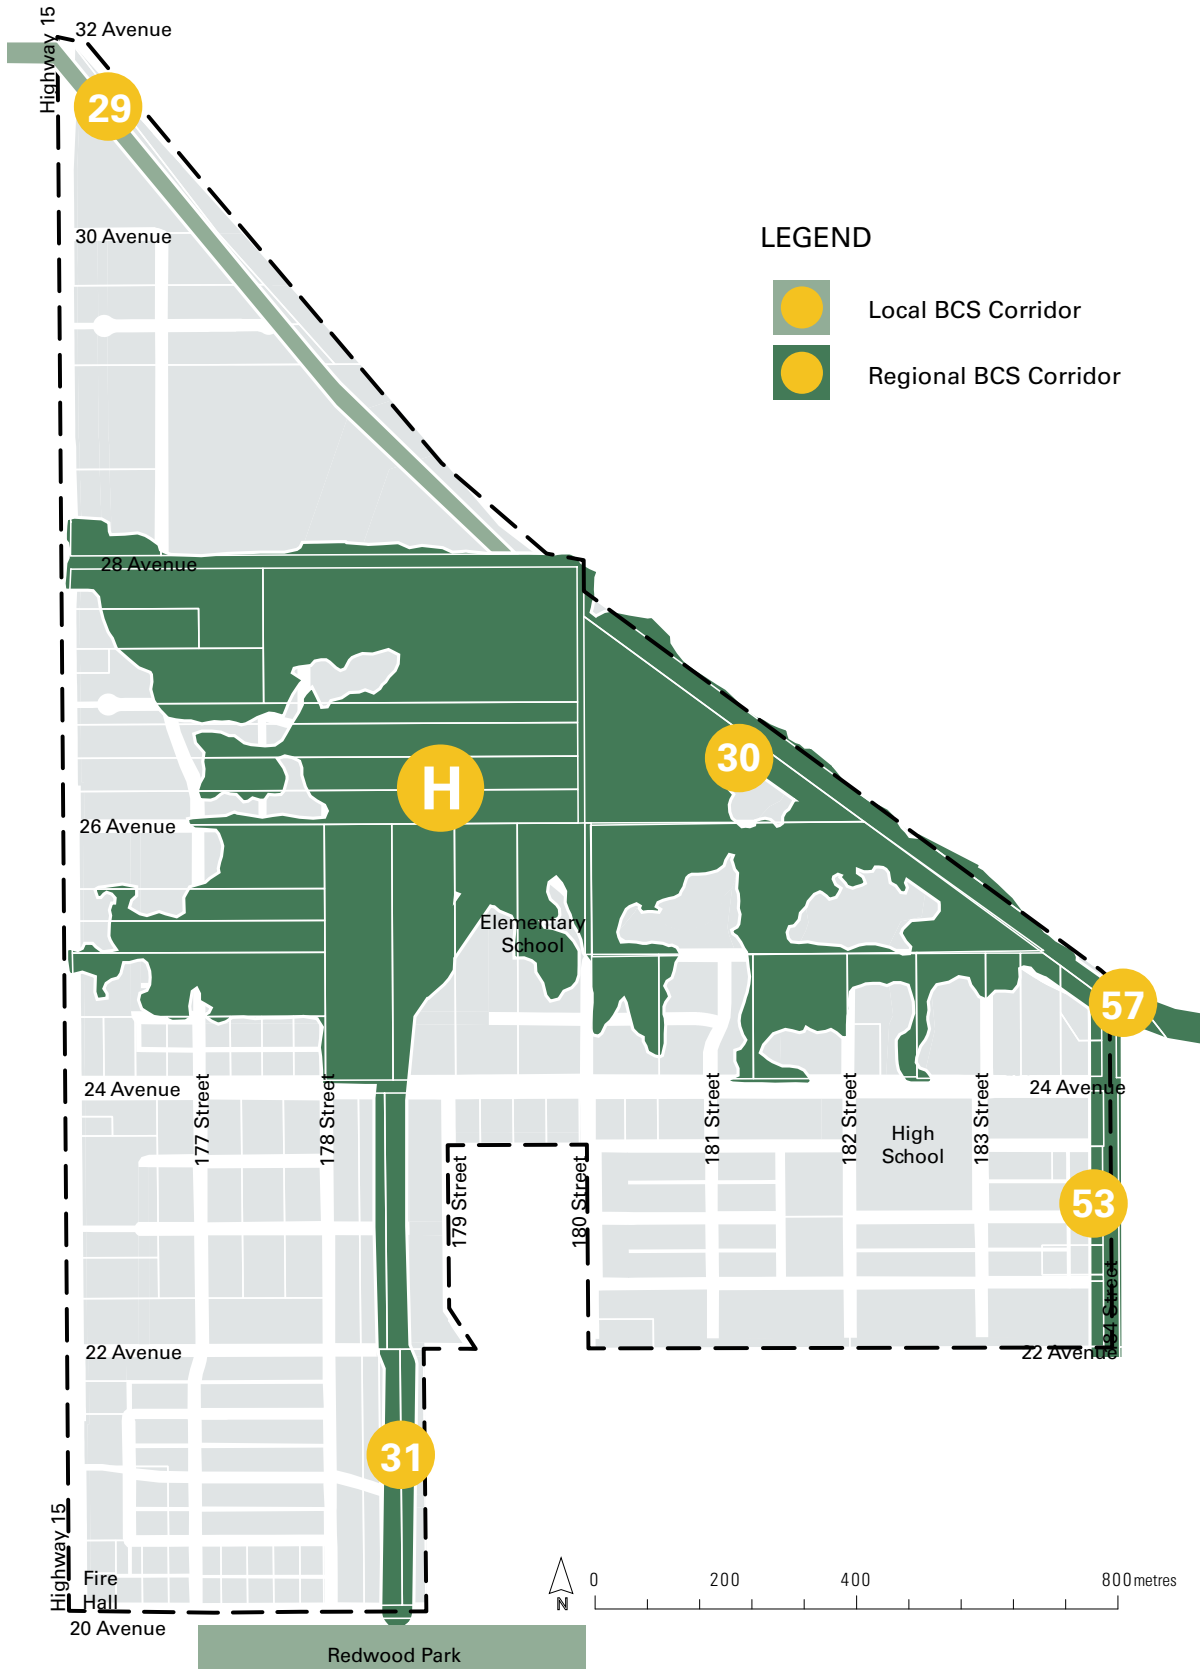 32 Avenue
Highway 15
29
30 Avenue
LEGEND
Local BCS Corridor
Regional BCS Corridor
28 Avenue
30
H
26 Avenue
Elementary
School
57
24 Avenue
24 Avenue
177 Street
178 Street
181 Street
182 Street
183 Street
High
School
179 Street
180 Street
53
184 Street
22 Avenue
22 Avenue
31
Highway 15
Fire
Hall
20 Avenue
N
0 200 400 800 metres
Redwood Park